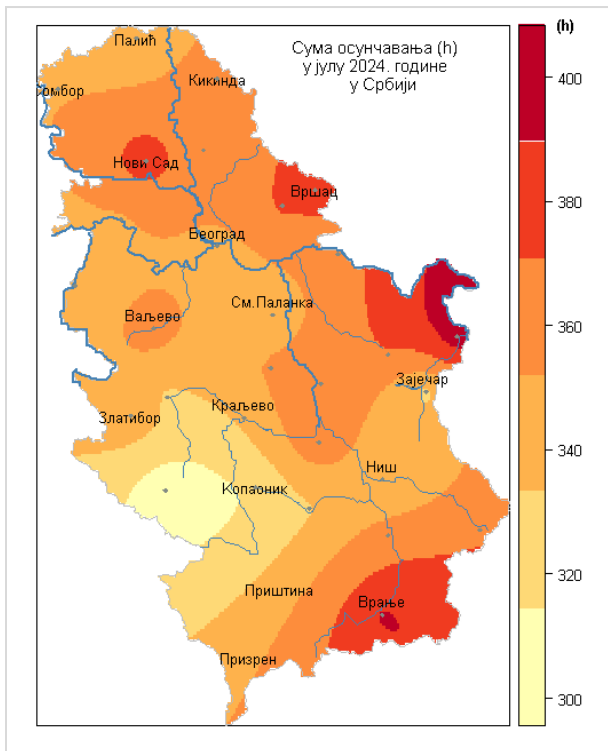 (h)
Сума осунчавања (h)
у јулу 2024. године
у Србији
Палић
Кикинда
омбор
Нови Сад
Вршац
Београд
См.Паланка
Ваљево
Зајечар
Краљево
Златибор
Ниш
Копаоник
Приштина
Врање
Призрен
400
380
360
340
320
300